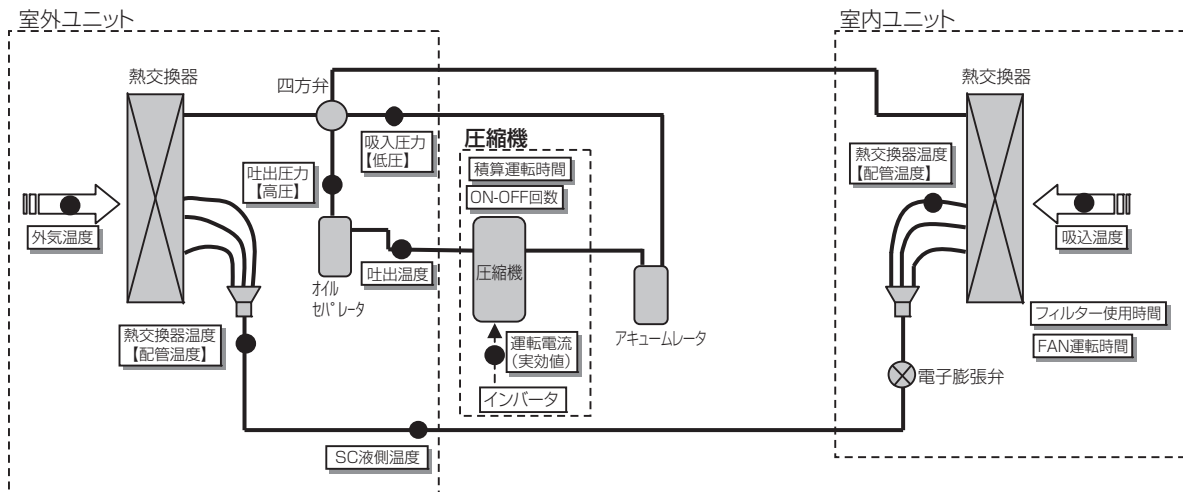 室外ユニット
室内ユニット
熱交換器
四方弁
吸入圧力
【低圧】
圧縮機
積算運転時間
ON-OFF回数
吐出圧力
【高圧】
外気温度
オイル
セパレータ
吐出温度
圧縮機
アキュームレータ
熱交換器温度
【配管温度】
運転電流
(実効値)
インバータ
SC液側温度
熱交換器
熱交換器温度
【配管温度】
吸込温度
フィルター使用時間
FAN運転時間
電子膨張弁